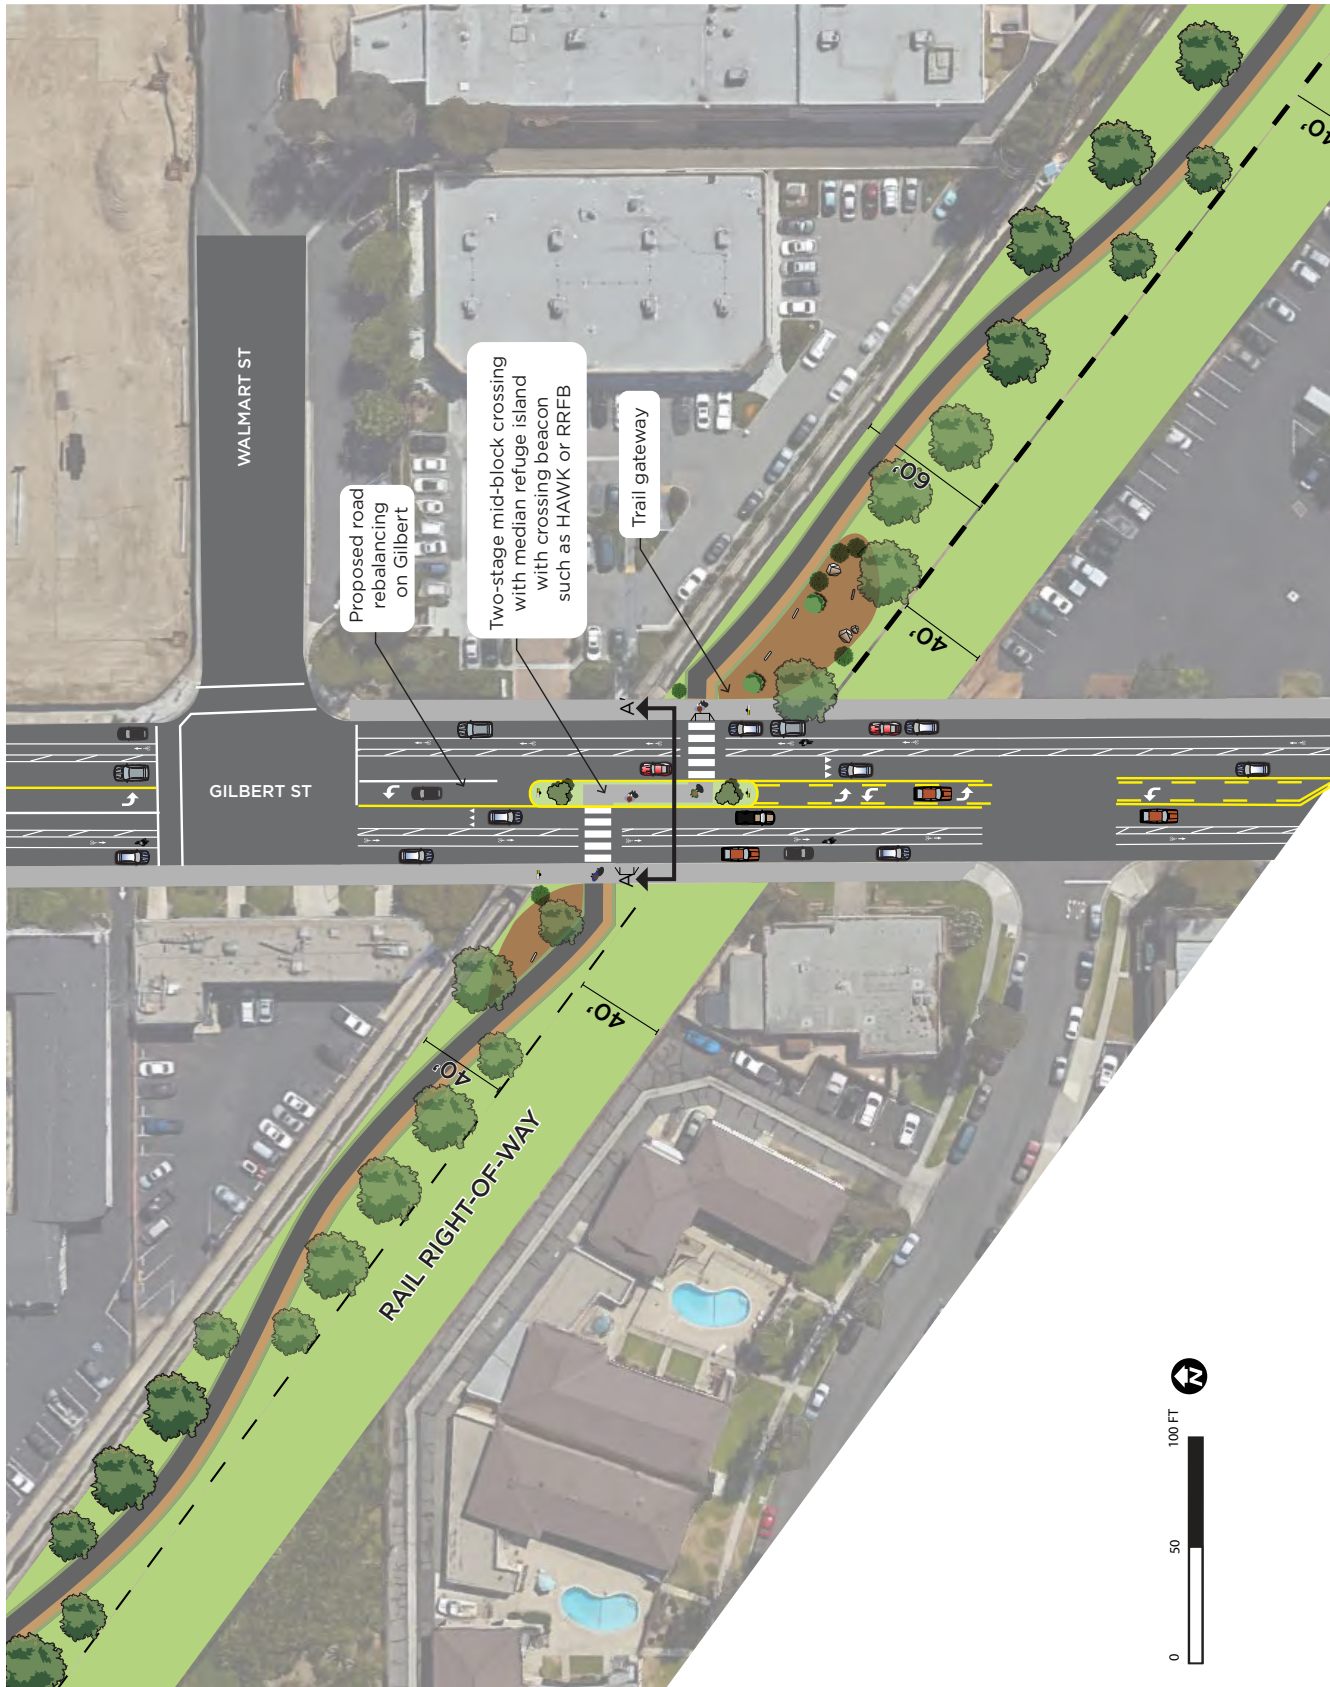 WALMART ST
GILBERT ST
Proposed road
rebalancing
on Gilbert
Two-stage mid-block crossing
with median refuge island
with crossing beacon
such as HAWK or RRFB
Trail gateway
A'
A
60'
40'
40'
40'
40'
RAIL RIGHT-OF-WAY
0
50
100 FT
N